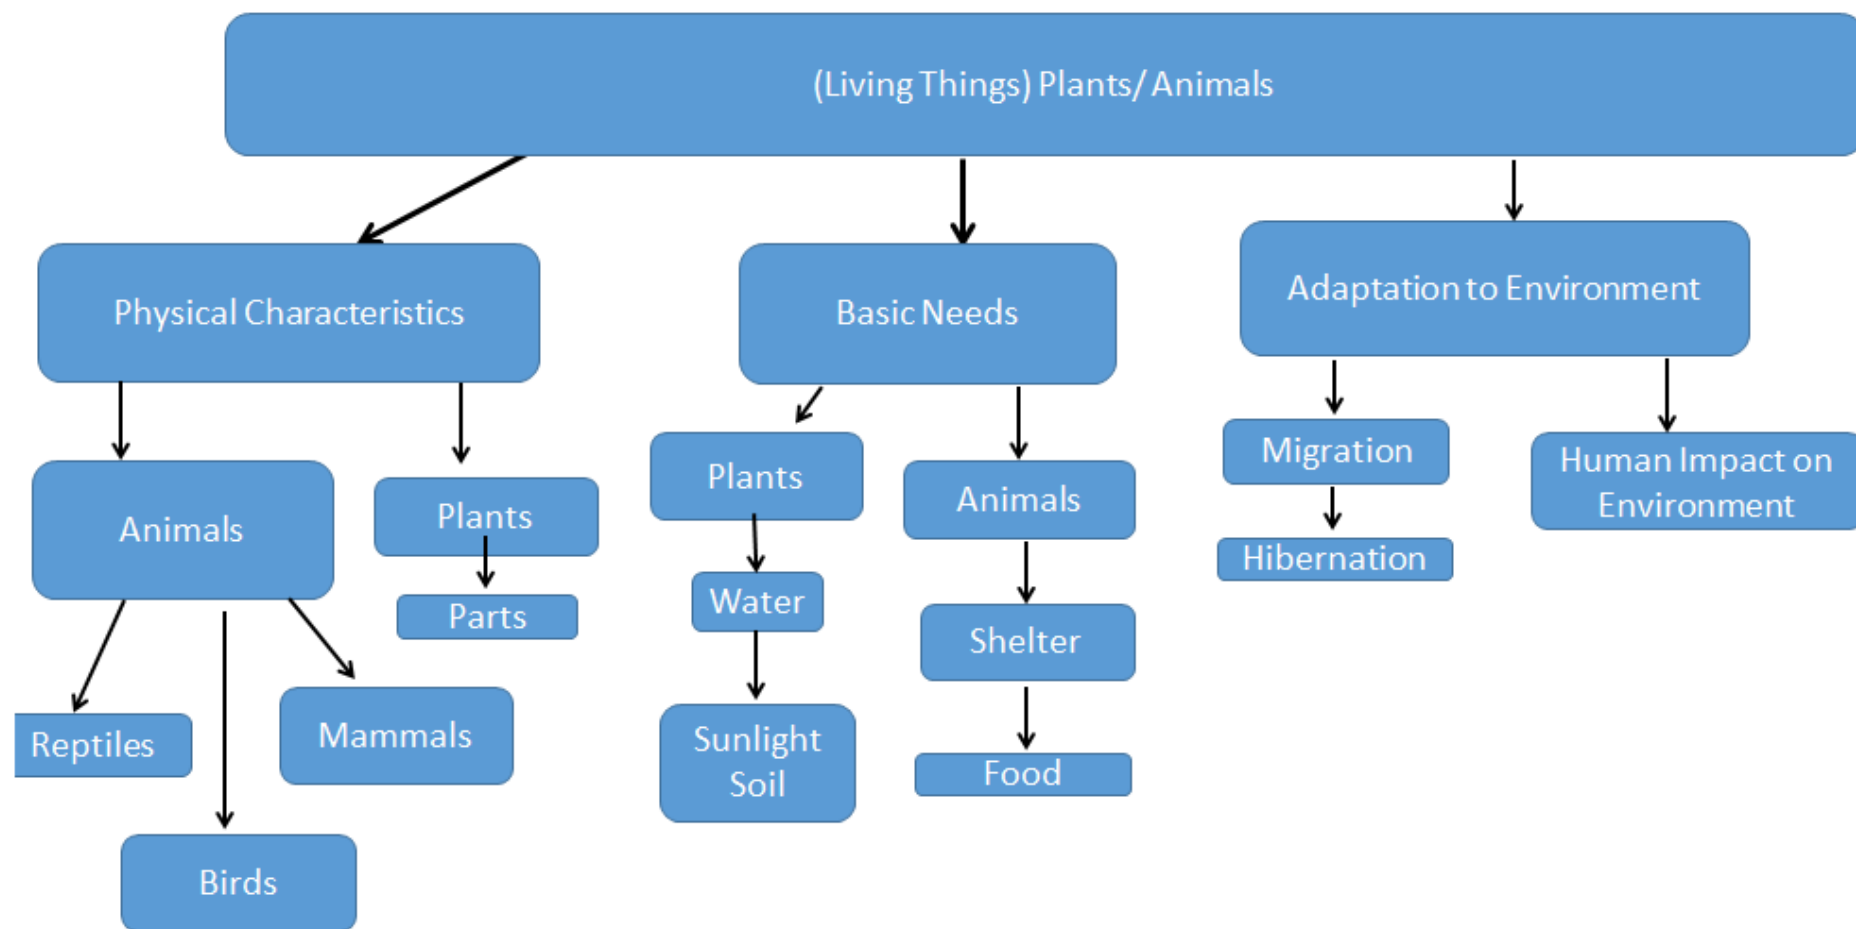 (Living Things) Plants/ Animals
Physical Characteristics
Basic Needs
Adaptation to Environment
Animals
Plants
Parts
Reptiles
Mammals
Birds
Plants
Water
Sunlight
Soil
Animals
Shelter
Food
Migration
Hibernation
Human Impact on
Environment